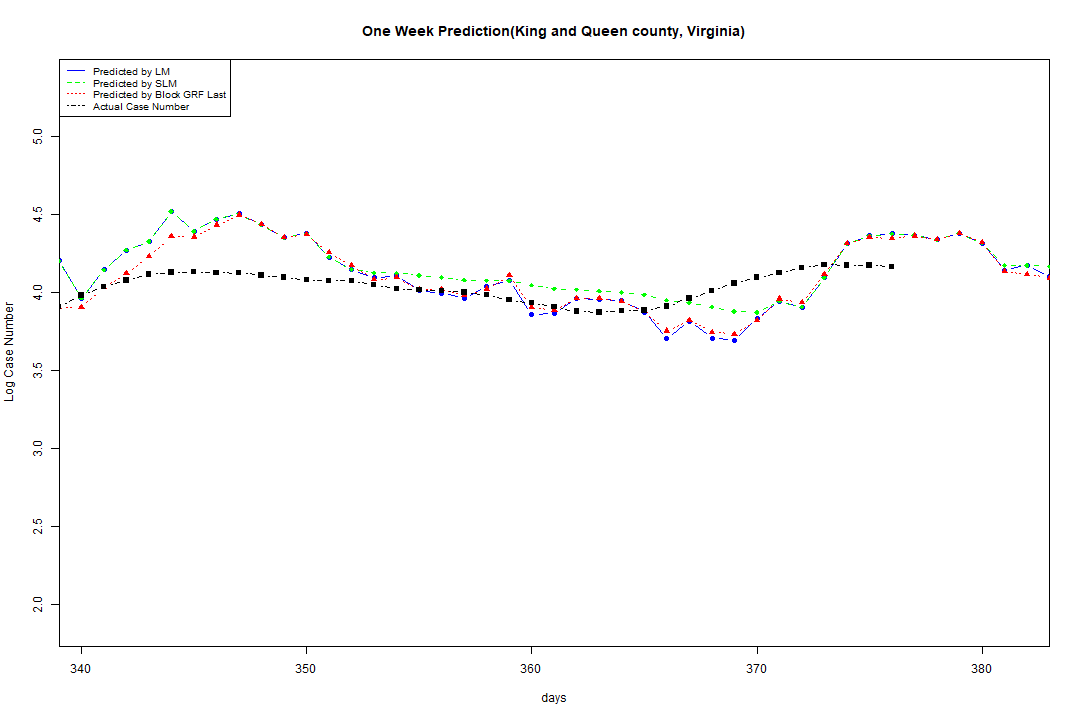 One Week Prediction(King and Queen county, Virginia)
Predicted by LM
Predicted by SLM
Predicted by Block GRF Last
Actual Case Number
Log Case Number
5.0
4.5
4.0
3.5
3.0
2.5
2.0
340 350 360 370 380
days